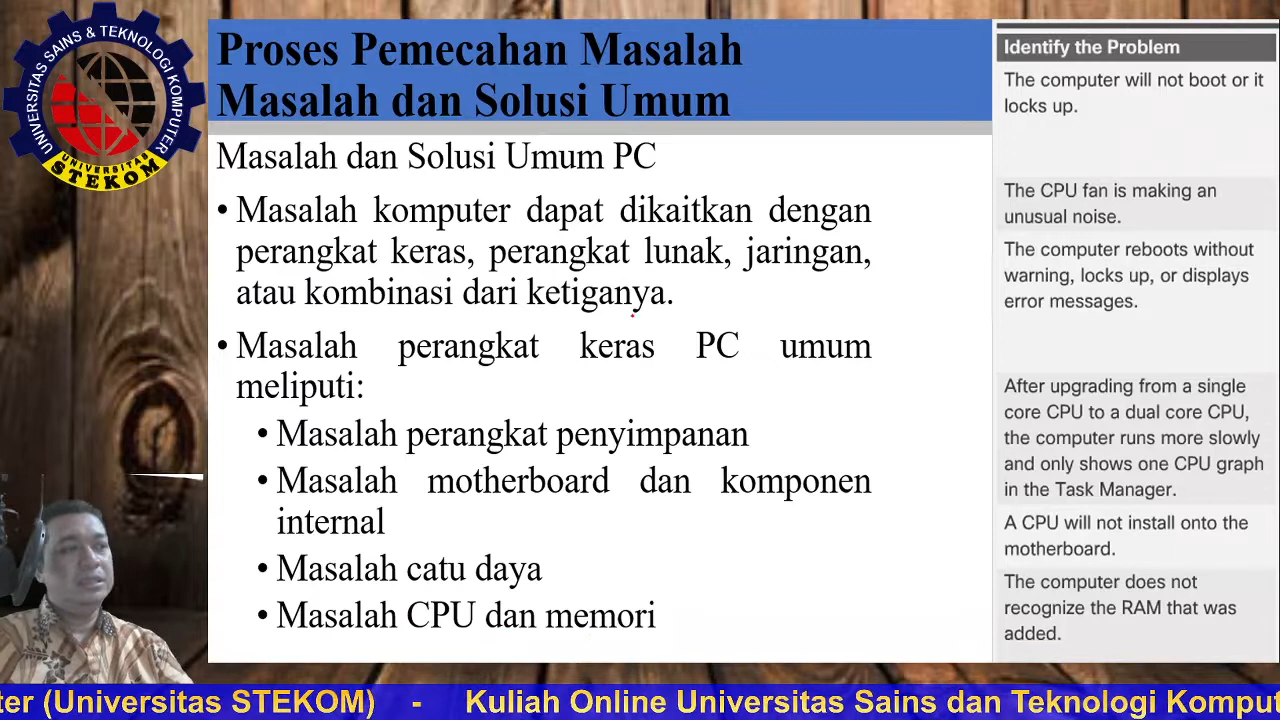 UNIVERSITAS SAINS & TEKNOLOGI KOMPUTER
UNIVERSITAS
STEKOM
Proses Pemecahan Masalah
Masalah dan Solusi Umum
Masalah dan Solusi Umum PC
• Masalah komputer dapat dikaitkan dengan
perangkat keras, perangkat lunak, jaringan,
atau kombinasi dari ketiganya.
• Masalah perangkat keras PC umum
meliputi:
• Masalah perangkat penyimpanan
• Masalah motherboard dan komponen
internal
• Masalah catu daya
• Masalah CPU dan memori
Identify the Problem
The computer will not boot or it
locks up.
The CPU fan is making an
unusual noise.
The computer reboots without
warning, locks up, or displays
error messages.
After upgrading from a single
core CPU to a dual core CPU,
the computer runs more slowly
and only shows one CPU graph
in the Task Manager.
A CPU will not install onto the
motherboard.
The computer does not
recognize the RAM that was
added.
ter (Universitas STEKOM) - Kuliah Online Universitas Sains dan Teknologi Komput